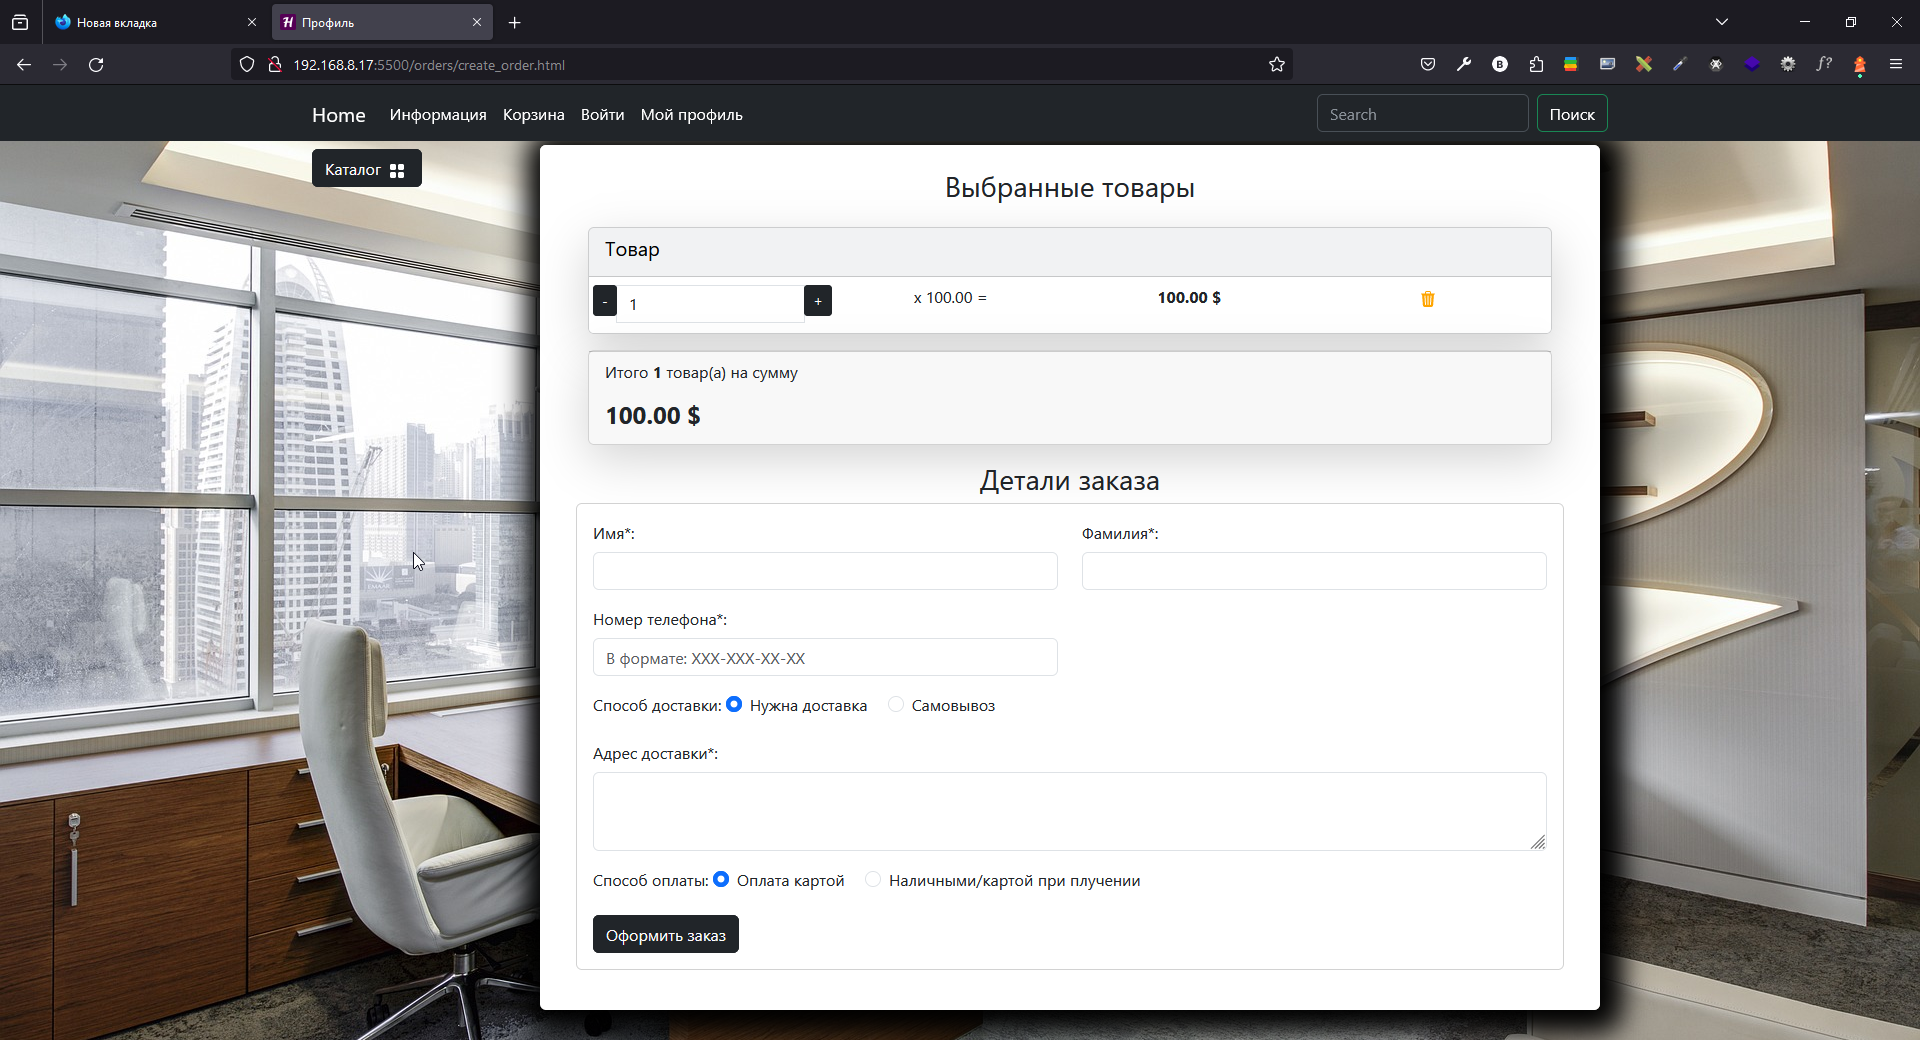 Новая вкладка
Профиль
192.168.8.17:5500/orders/create_order.html
Home Информация Корзина Войти Мой профиль Search Поиск
Каталог
Выбранные товары
Товар
- 1 + x 100.00 = 100.00 $
Итого 1 товар(а) на сумму
100.00 $
Детали заказа
Имя*: Фамилия*:
Номер телефона*:
В формате: XXX-XXX-XX-XX
Способ доставки: Нужна доставка Самовывоз
Адрес доставки*:
Способ оплаты: Оплата картой Наличными/картой при плучении
Оформить заказ
EMAAR